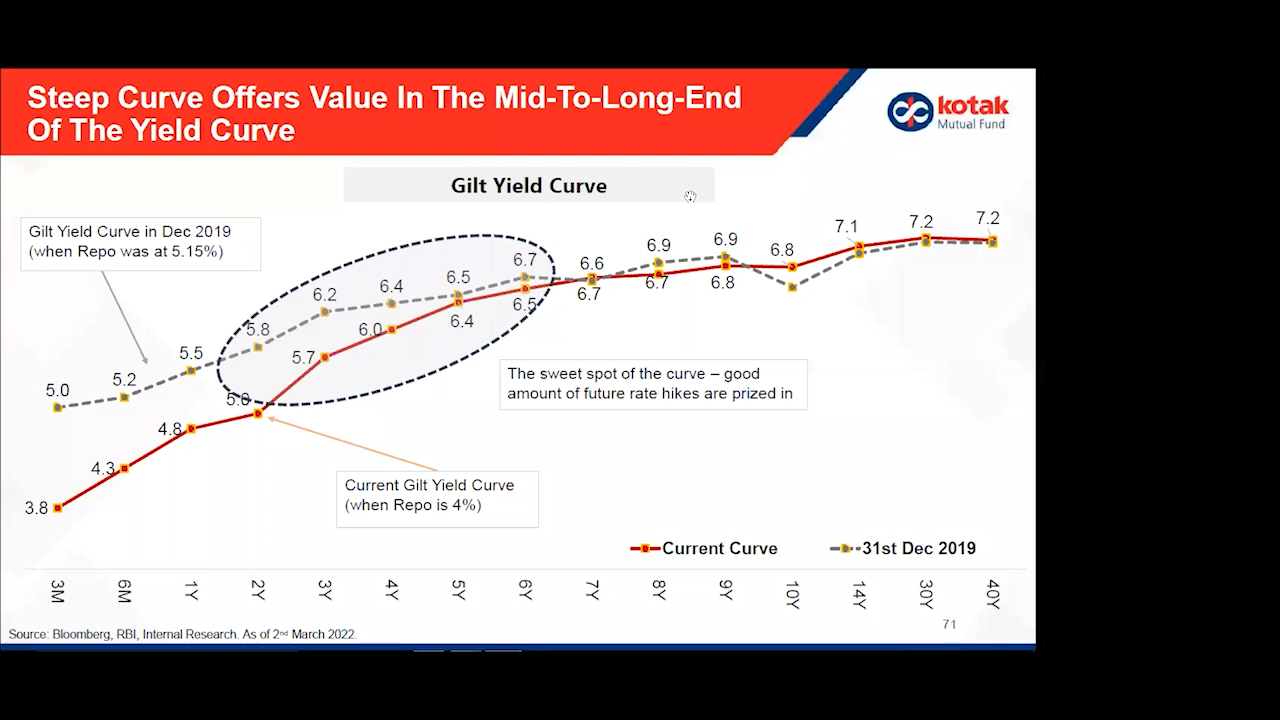 Steep Curve Offers Value In The Mid-To-Long-End
Of The Yield Curve
kotak
Mutual Fund
Gilt Yield Curve
Gilt Yield Curve in Dec 2019
(when Repo was at 5.15%)
7.1
7.2
7.2
6.9
6.9
6.8
6.7
6.6
6.5
6.4
6.2
6.7
6.7
6.8
6.5
6.4
6.0
5.8
5.7
5.5
5.2
5.0
5.0
4.8
4.3
3.8
The sweet spot of the curve – good
amount of future rate hikes are prized in
Current Gilt Yield Curve
(when Repo is 4%)
Current Curve
31st Dec 2019
3M
6M
1Y
2Y
3Y
4Y
5Y
6Y
7Y
8Y
9Y
10Y
14Y
30Y
40Y
71
Source: Bloomberg, RBI, Internal Research. As of 2nd March 2022.